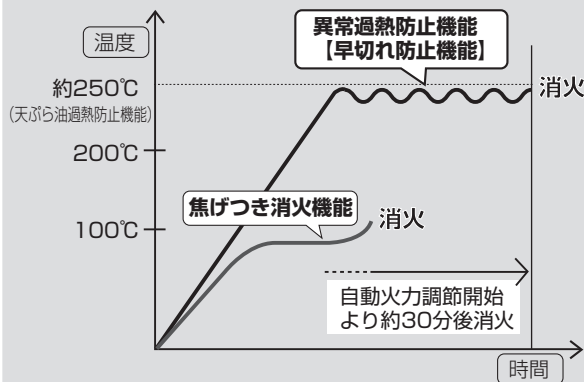 温度
異常過熱防止機能
【早切れ防止機能】
約250℃
(天ぷら油過熱防止機能)
消火
200℃
焦げつき消火機能
消火
100℃
自動火力調節開始
より約30分後消火
時間